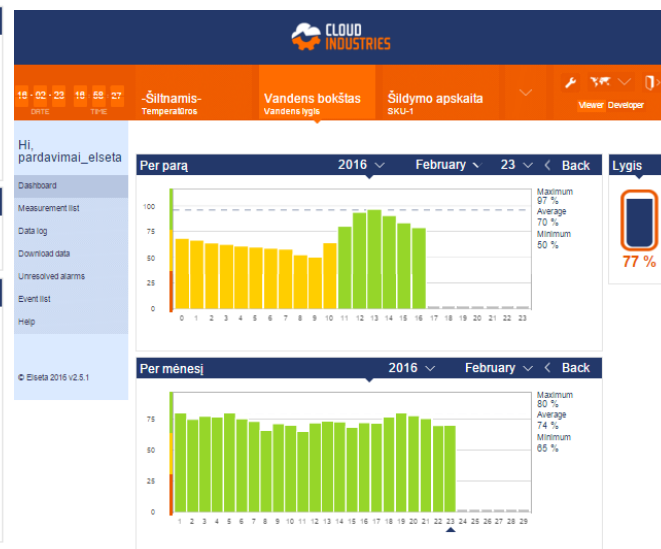 CLOUD
INDUSTRIES
16 - 02 - 23 16 58 27
DATE TIME
-Šiltnamis-
Temperatūros
Vandens bokštas
Vandens lygis
Šildymo apskaita
SKU-1
Viewer Developer
Hi,
pardavimai_elseta
Dashboard
Measurement list
Data log
Download data
Unresolved alarms
Event list
Help
© Elseta 2016 v2.5.1
Per parą 2016 February 23 < Back
100
75
50
25
0
0 1 2 3 4 5 6 7 8 9 10 11 12 13 14 15 16 17 18 19 20 21 22 23
Maximum
97 %
Average
70 %
Minimum
50 %
Lygis
77 %
Per mėnesį 2016 February < Back
75
50
25
0
1 2 3 4 5 6 7 8 9 10 11 12 13 14 15 16 17 18 19 20 21 22 23 24 25 26 27 28 29
Maximum
80 %
Average
74 %
Minimum
65 %